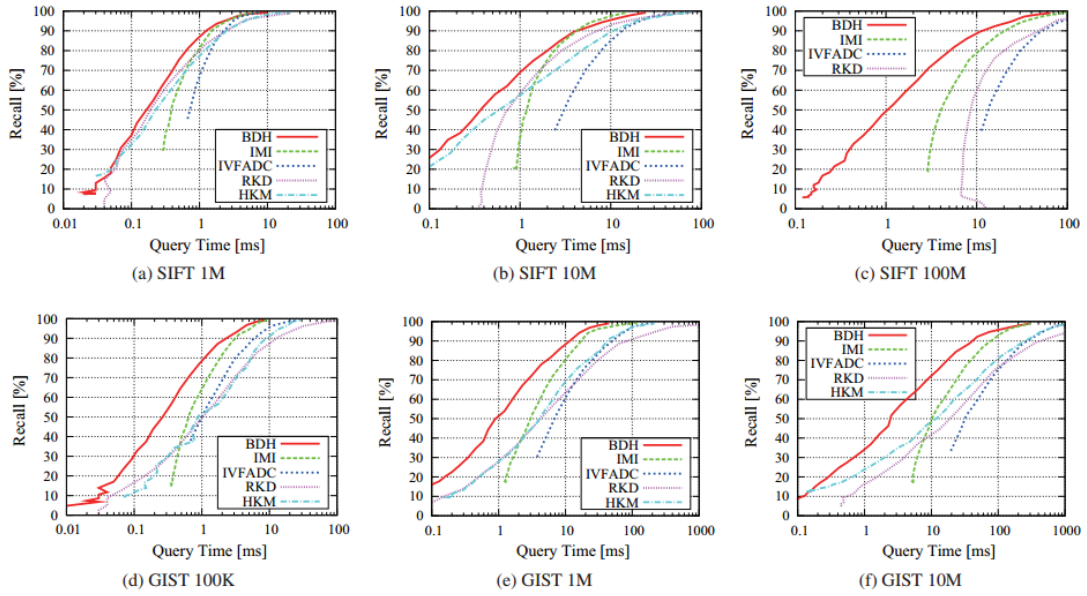 100
90
80
70
60
50
40
30
20
10
0
Recall [%]
BDH
IMI
IVFADC
RKD
HKM
0.01 0.1 1 10 100
Query Time [ms]
(a) SIFT 1M
100
90
80
70
60
50
40
30
20
10
0
Recall [%]
BDH
IMI
IVFADC
RKD
HKM
0.1 1 10 100
Query Time [ms]
(b) SIFT 10M
100
90
80
70
60
50
40
30
20
10
0
Recall [%]
BDH
IMI
IVFADC
RKD
0.1 1 10 100
Query Time [ms]
(c) SIFT 100M
100
90
80
70
60
50
40
30
20
10
0
Recall [%]
BDH
IMI
IVFADC
RKD
HKM
0.01 0.1 1 10 100
Query Time [ms]
(d) GIST 100K
100
90
80
70
60
50
40
30
20
10
0
Recall [%]
BDH
IMI
IVFADC
RKD
HKM
0.1 1 10 100 1000
Query Time [ms]
(e) GIST 1M
100
90
80
70
60
50
40
30
20
10
0
Recall [%]
BDH
IMI
IVFADC
RKD
HKM
0.1 1 10 100 1000
Query Time [ms]
(f) GIST 10M